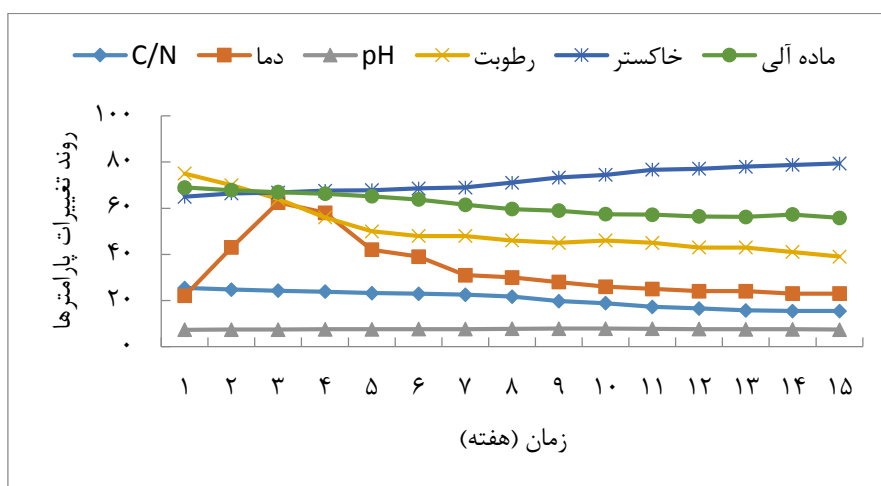 C/N دما pH رطوبت خاکستر ماده آلی
روند تغییرات پارامترها
۱۰۰
۸۰
۶۰
۴۰
۲۰
۰
۱ ۲ ۳ ۴ ۵ ۶ ۷ ۸ ۹ ۱۰ ۱۱ ۱۲ ۱۳ ۱۴ ۱۵
زمان (هفته)